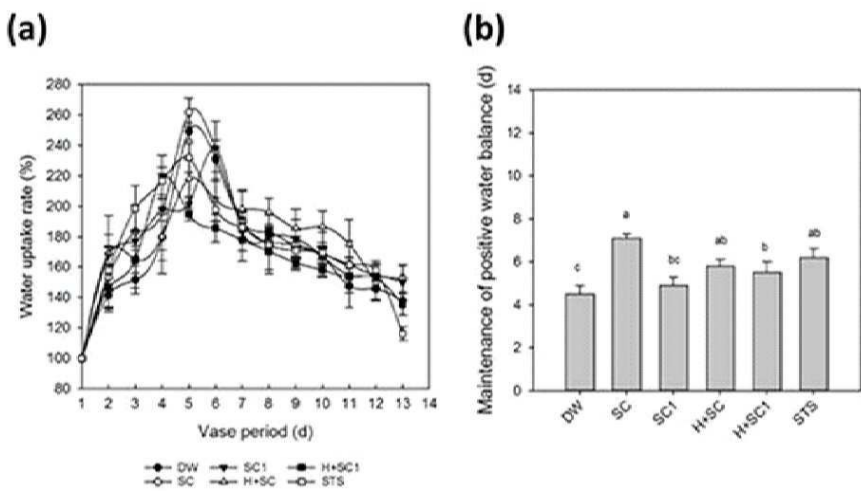 (a)
(b)
Water uptake rate (%)
280
260
240
220
200
180
160
140
120
100
80
1 2 3 4 5 6 7 8 9 10 11 12 13 14
Vase period (d)
DW SC1 H+SC1
SC H+SC STS
Maintenance of positive water balance (d)
14
12
10
8
6
4
2
0
c a bc ab b ab
DW SC SC1 H+SC H+SC1 STS